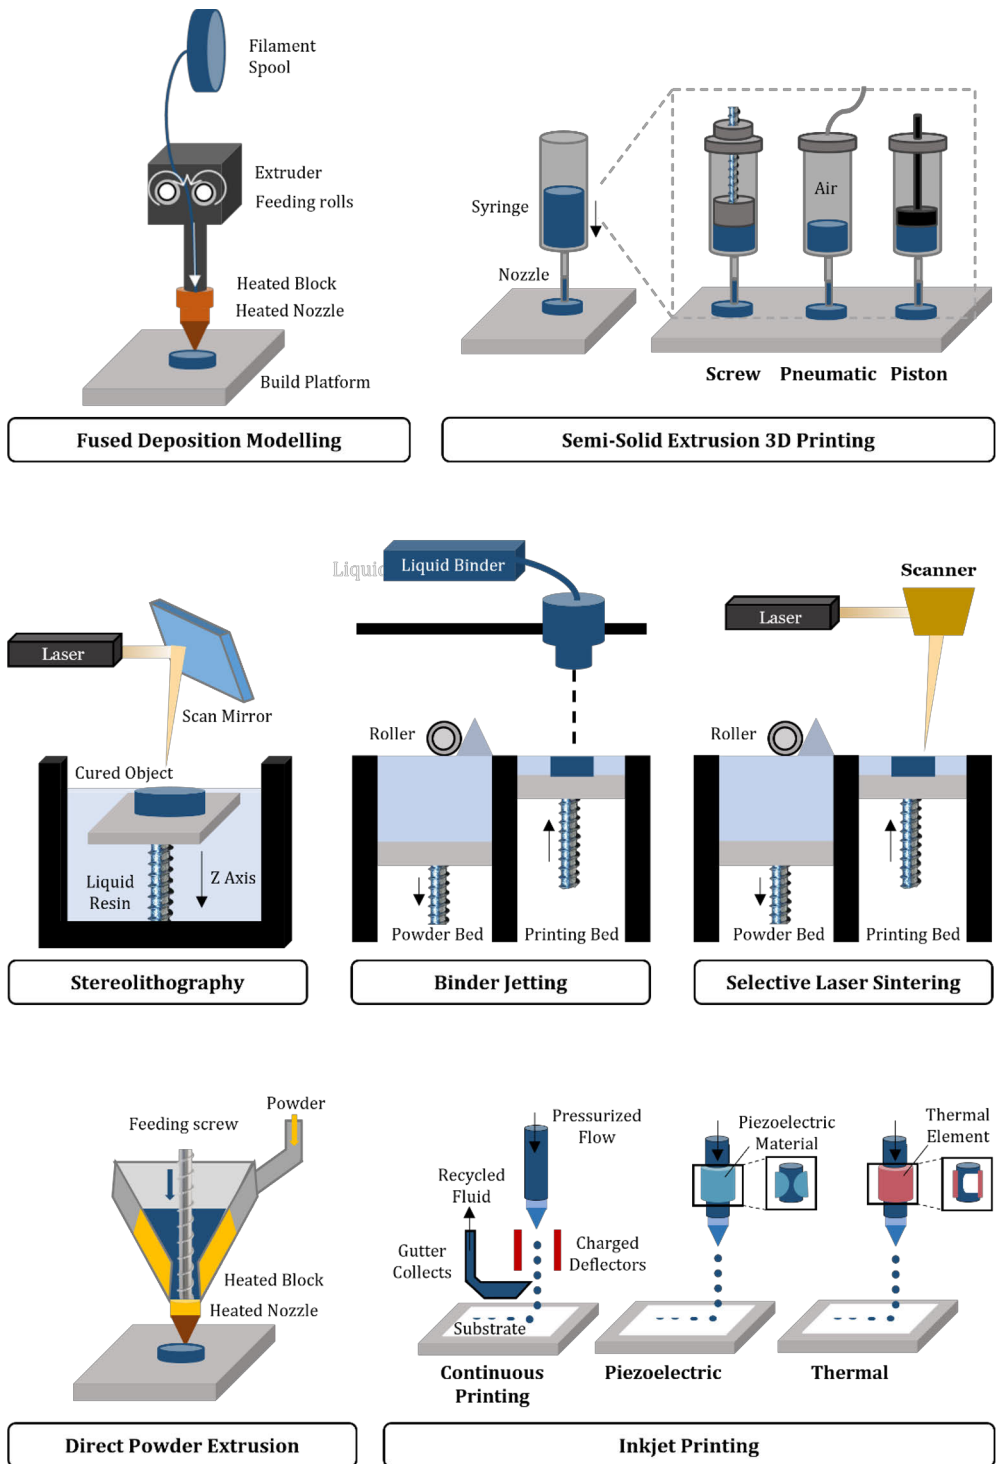 Filament
Spool
Extruder
Feeding rolls
Heated Block
Heated Nozzle
Build Platform
Fused Deposition Modelling
Syringe
Nozzle
Air
Screw
Pneumatic
Piston
Semi-Solid Extrusion 3D Printing
Laser
Scan Mirror
Cured Object
Liquid
Resin
Z Axis
Stereolithography
Liquid
Liquid Binder
Roller
Powder Bed
Printing Bed
Binder Jetting
Scanner
Laser
Roller
Powder Bed
Printing Bed
Selective Laser Sintering
Powder
Feeding screw
Heated Block
Heated Nozzle
Direct Powder Extrusion
Pressurized
Flow
Recycled
Fluid
Gutter
Collects
Charged
Deflectors
Substrate
Continuous
Printing
Piezoelectric
Material
Piezoelectric
Thermal
Element
Thermal
Inkjet Printing